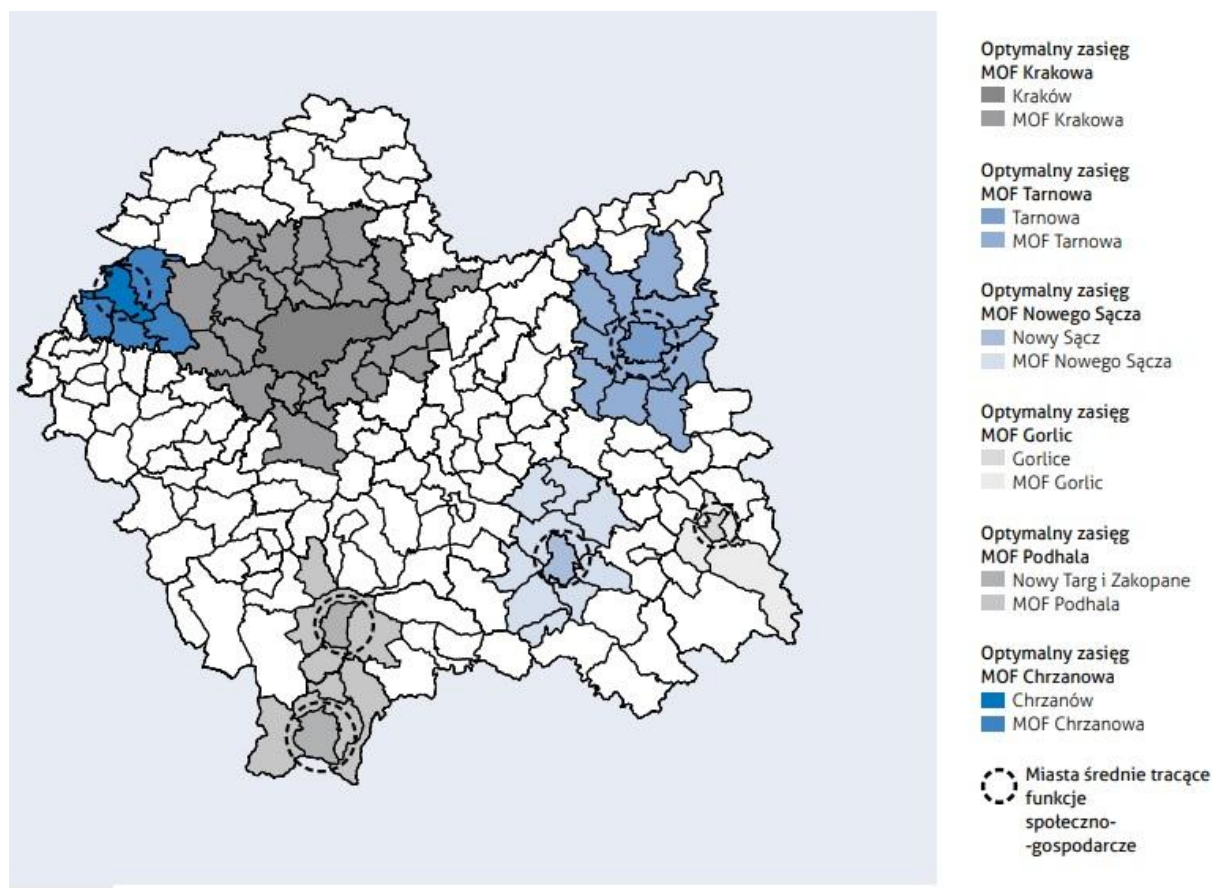 Optymalny zasięg
MOF Krakowa
Kraków
MOF Krakowa
Optymalny zasięg
MOF Tarnowa
Tarnowa
MOF Tarnowa
Optymalny zasięg
MOF Nowego Sącza
Nowy Sącz
MOF Nowego Sącza
Optymalny zasięg
MOF Gorlic
Gorlice
MOF Gorlic
Optymalny zasięg
MOF Podhala
Nowy Targ i Zakopane
MOF Podhala
Optymalny zasięg
MOF Chrzanowa
Chrzanów
MOF Chrzanowa
Miasta średnie tracące
funkcje
społeczno-
-gospodarcze